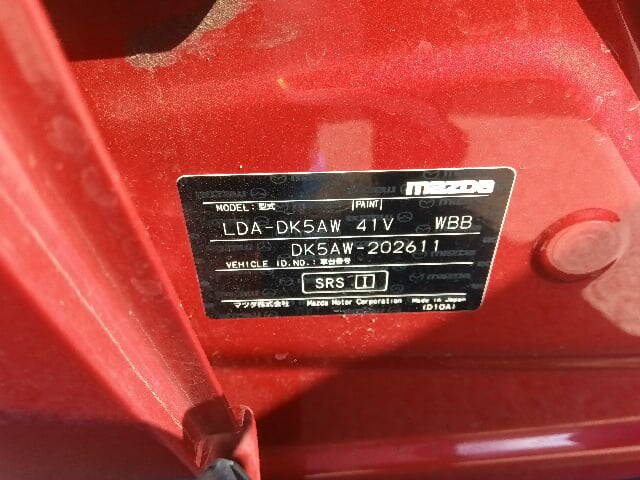 mazda
MODEL:型式 PAINT
LDA-DK5AW 41V WBB
DK5AW-202611
VEHICLE ID.NO.:車台番号
SRS
マツダ株式会社 Mazda Motor Corporation Made in Japan
(D10A)